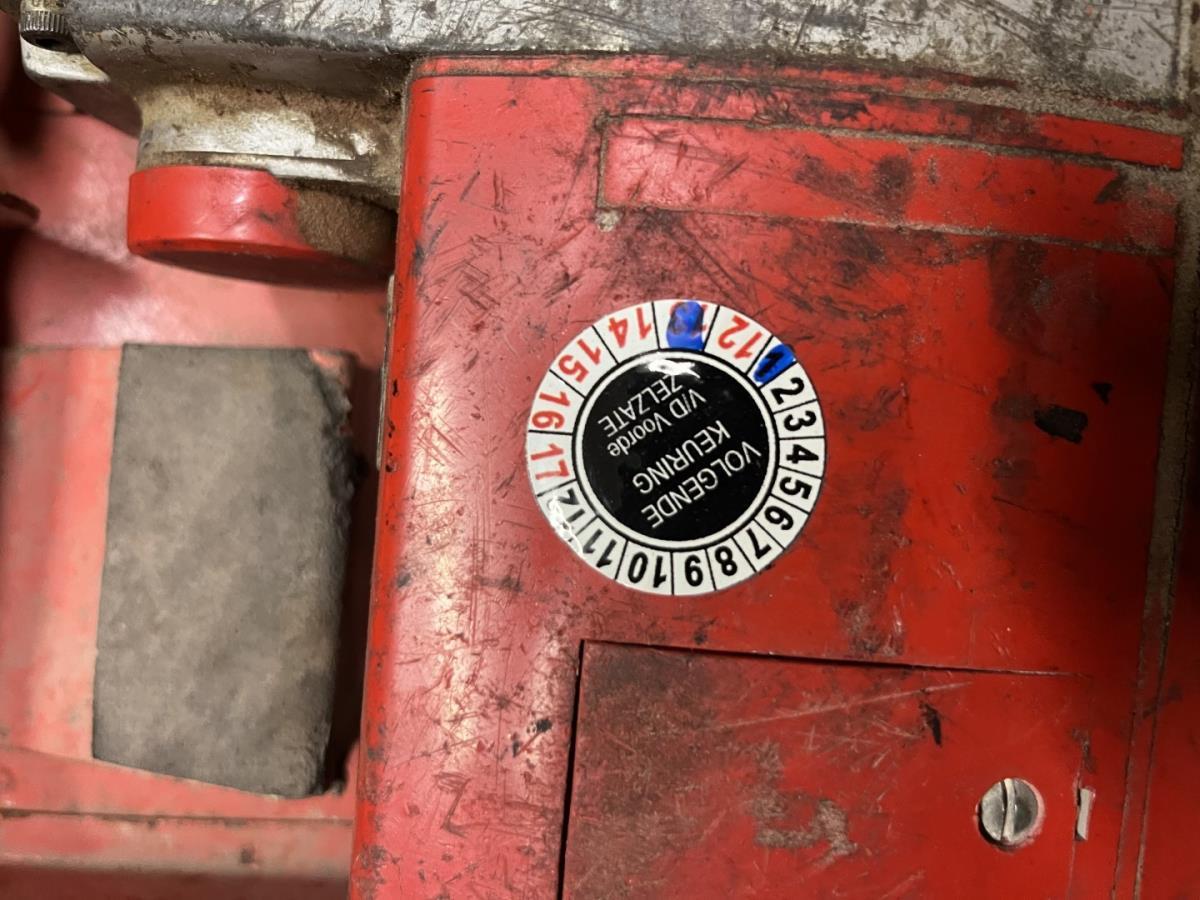 VOLGENDE
KEURING
V/D Voorde
ZELZATE
1 2 3 4 5 6 7 8 9 10 11 12
17 16 15 14 12